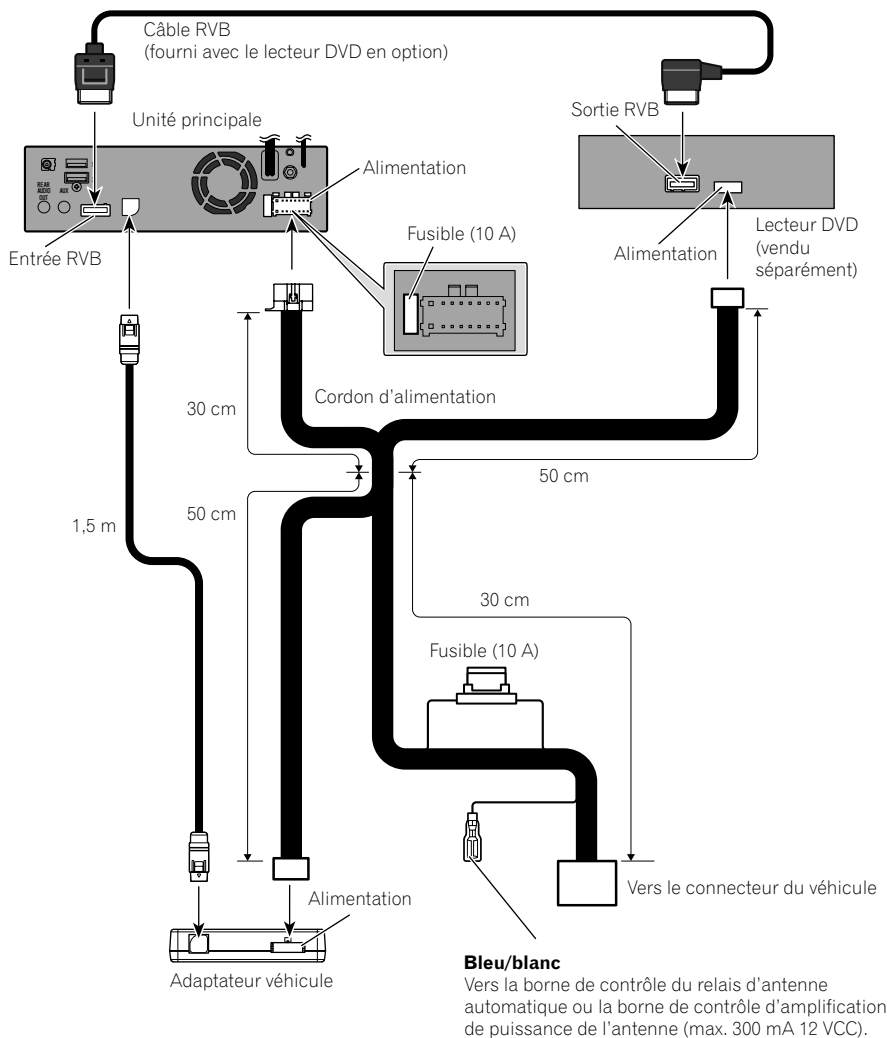 Câble RVB
(fourni avec le lecteur DVD en option)
Sortie RVB
Unité principale
Alimentation
REAR
AUDIO
OUT
AUX
Fusible (10 A)
Entrée RVB
Alimentation
Lecteur DVD
(vendu
séparément)
Cordon d'alimentation
30 cm
50 cm
50 cm
1,5 m
30 cm
Fusible (10 A)
Alimentation
Vers le connecteur du véhicule
Adaptateur véhicule
Bleu/blanc
Vers la borne de contrôle du relais d'antenne
automatique ou la borne de contrôle d'amplification
de puissance de l'antenne (max. 300 mA 12 VCC).